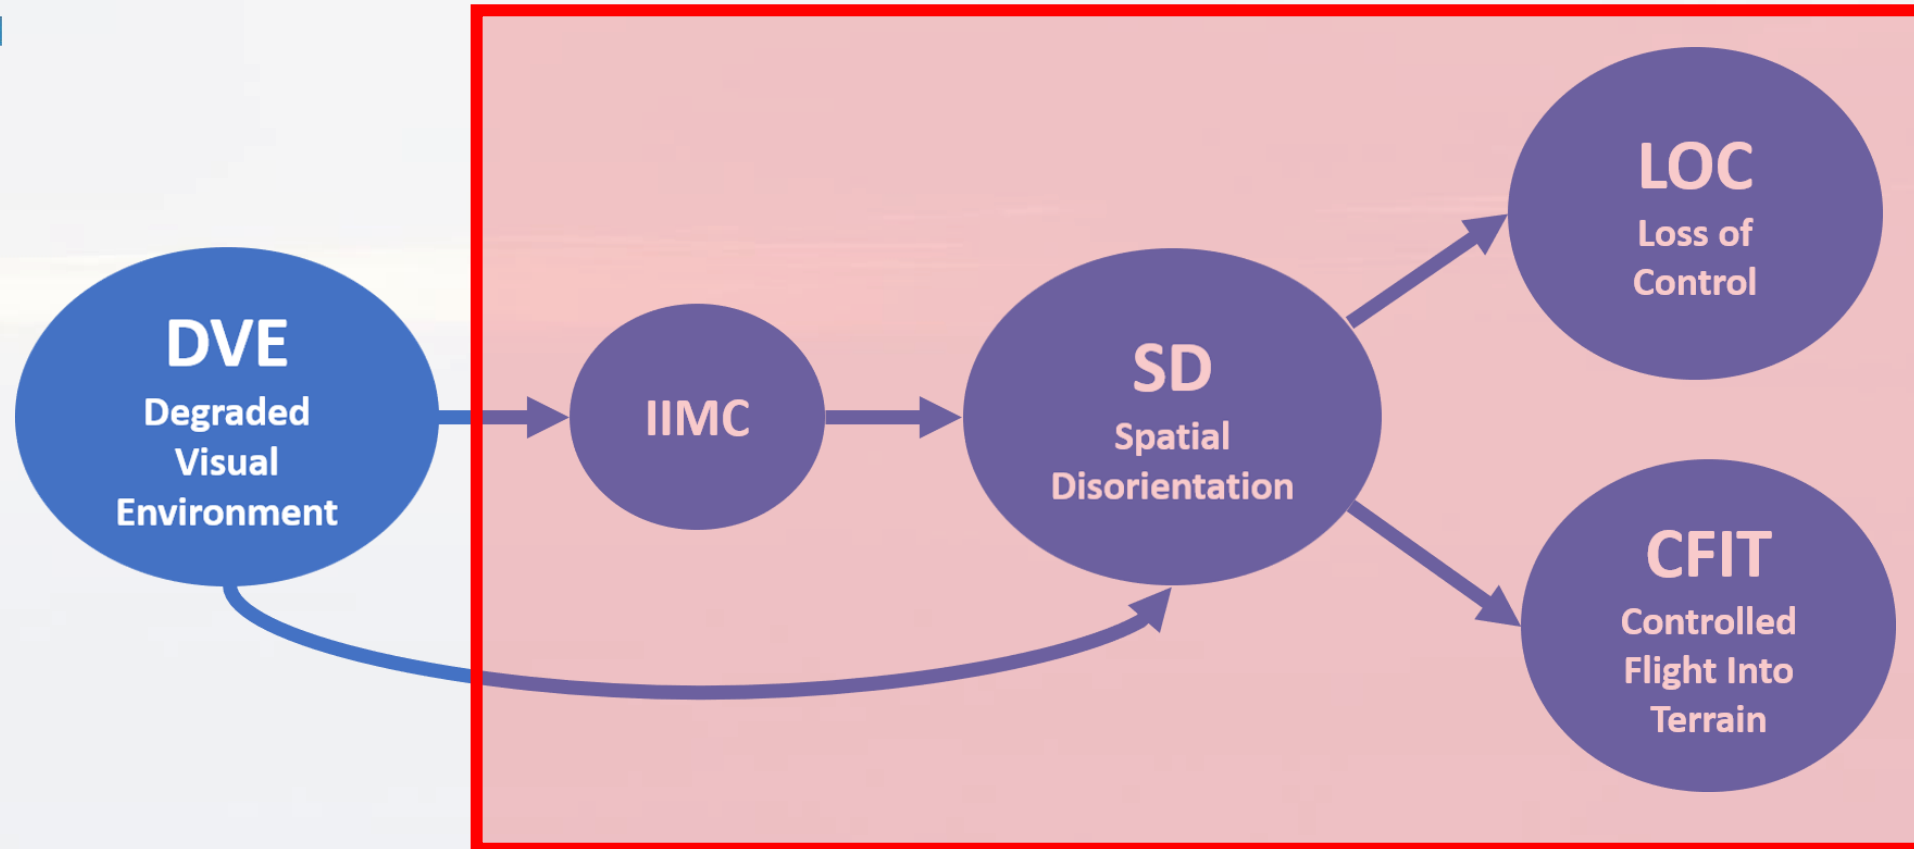 DVE
Degraded
Visual
Environment
IIMC
SD
Spatial
Disorientation
LOC
Loss of
Control
CFIT
Controlled
Flight Into
Terrain